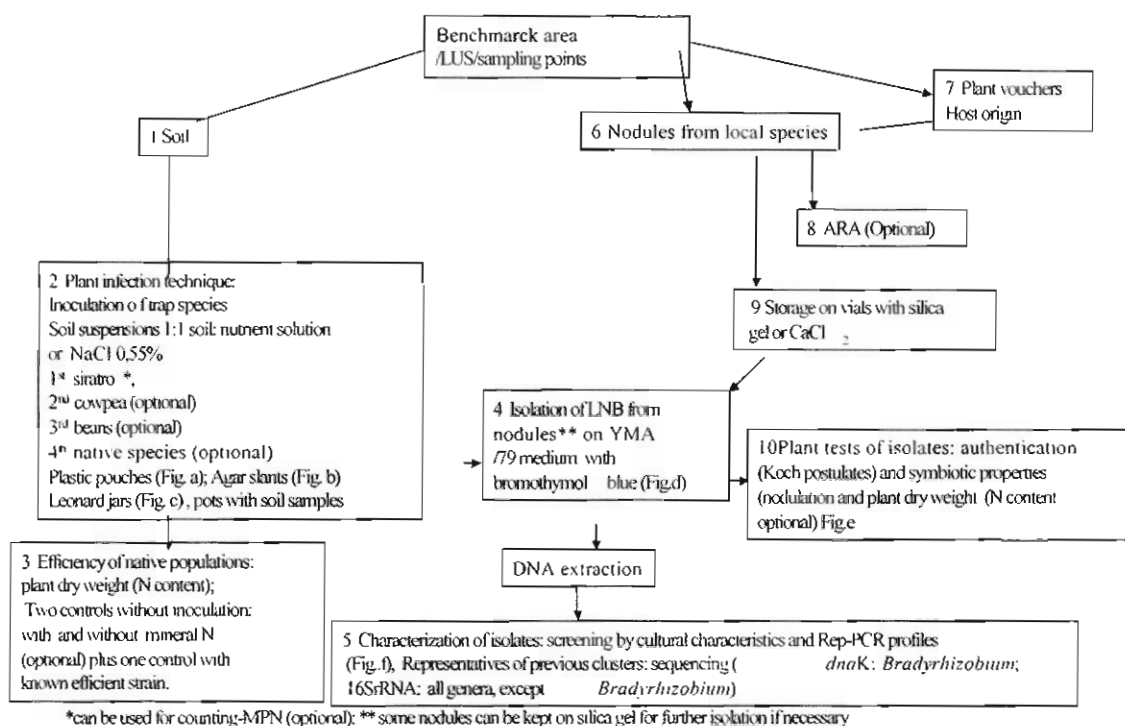 Benchmarck area
/LUS/sampling points
7 Plant vouchers
Host origin
1 Soil
6 Nodules from local species
8 ARA (Optional)
2 Plant infection technique:
Inoculation of trap species
Soil suspensions 1:1 soil: nutrient solution
or NaCl 0,55%
1st siratro *,
2nd cowpea (optional)
3rd beans (optional)
4th native species (optional)
Plastic pouches (Fig. a); Agar slants (Fig. b)
Leonard jars (Fig. c), pots with soil samples
9 Storage on vials with silica
gel or CaCl2
4 Isolation of LNB from
nodules** on YMA
/79 medium with
bromothymol blue (Fig.d)
10Plant tests of isolates: authentication
(Koch postulates) and symbiotic properties
(nodulation and plant dry weight (N content
optional) Fig.e
3 Efficiency of native populations:
plant dry weight (N content);
Two controls without inoculation:
with and without mineral N
(optional) plus one control with
known efficient strain.
DNA extraction
5 Characterization of isolates: screening by cultural characteristics and Rep-PCR profiles
(Fig.f), Representatives of previous clusters: sequencing ( dnaK: Bradyrhizobium;
16SrRNA: all genera, except Bradyrhizobium)
*can be used for counting-MPN (optional); ** some nodules can be kept on silica gel for further isolation if necessary